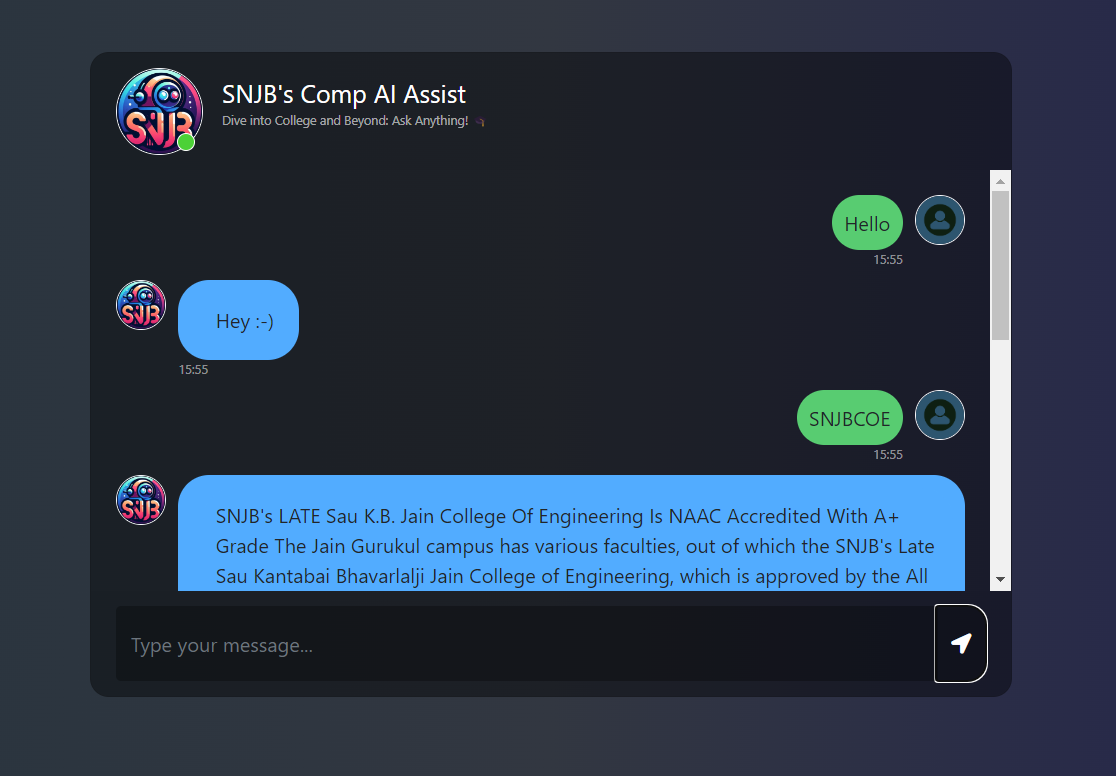 SNJB
SNJB's Comp AI Assist
Dive into College and Beyond: Ask Anything!
Hello
15:55
SNJB
Hey :-)
15:55
SNJBCOE
15:55
SNJB
SNJB's LATE Sau K.B. Jain College Of Engineering Is NAAC Accredited With A+
Grade The Jain Gurukul campus has various faculties, out of which the SNJB's Late
Sau Kantabai Bhavarlalji Jain College of Engineering, which is approved by the All
Type your message...